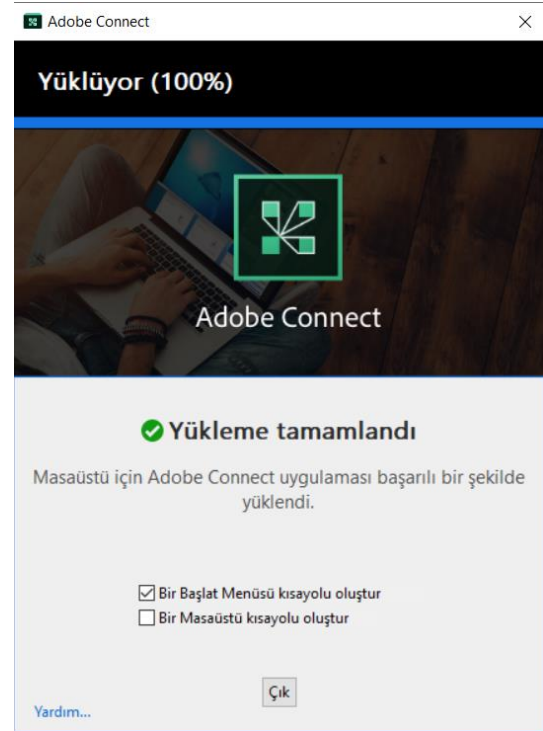 Adobe Connect
Yüklüyor (100%)
Adobe Connect
Yükleme tamamlandı
Masaüstü için Adobe Connect uygulaması başarılı bir şekilde
yüklendi.
Bir Başlat Menüsü kısayolu oluştur
Bir Masaüstü kısayolu oluştur
Çık
Yardım...